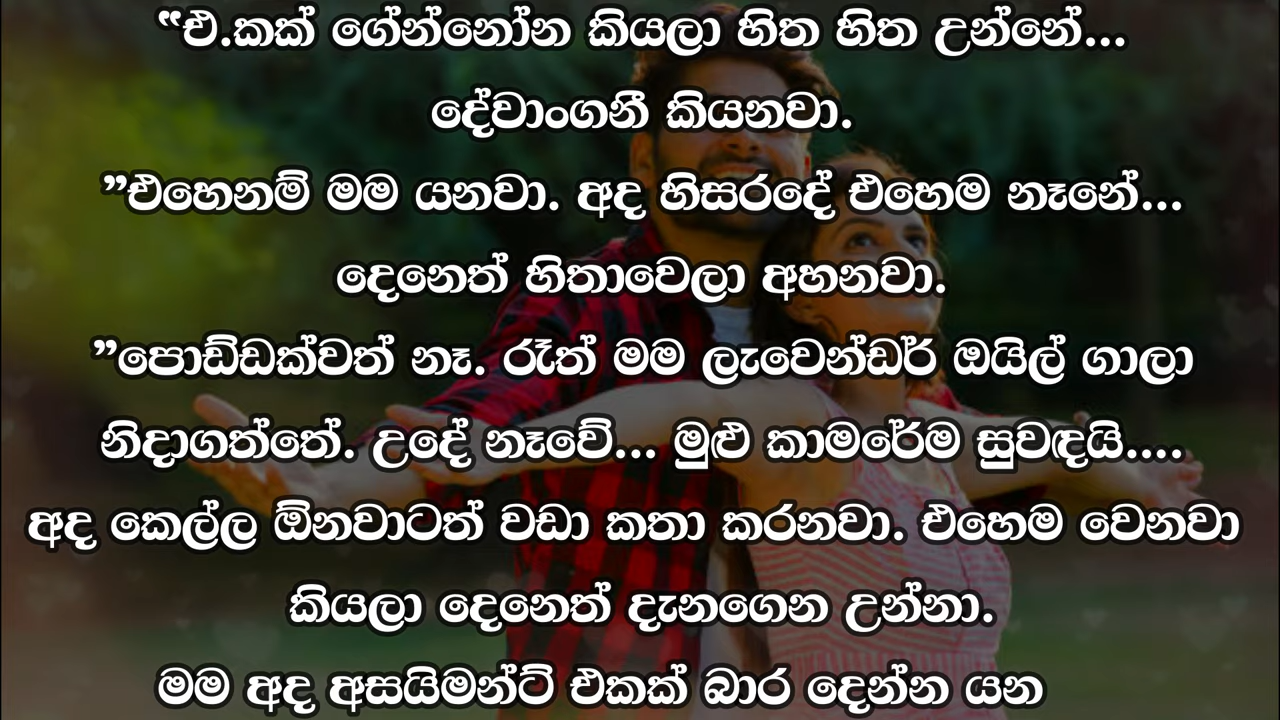 “එ.කක් ගේන්නෝන කියලා හිත හිත උන්නේ...
දේවාංගනී කියනවා.
”එහෙනම් මම යනවා. අද හිසරදේ එහෙම නෑනේ...
දෙනෙත් හිතාවෙලා අහනවා.
”පොඩ්ඩක්වත් නෑ. රෑත් මම ලැවෙන්ඩර් ඔයිල් ගාලා
නිදාගත්තේ. උදේ නෑවේ... මුළු කාමරේම සුවඳයි....
අද කෙල්ල ඕනවාටත් වඩා කතා කරනවා. එහෙම වෙනවා
කියලා දෙනෙත් දැනගෙන උන්නා.
මම අද අසයිමන්ට් එකක් බාර දෙන්න යන